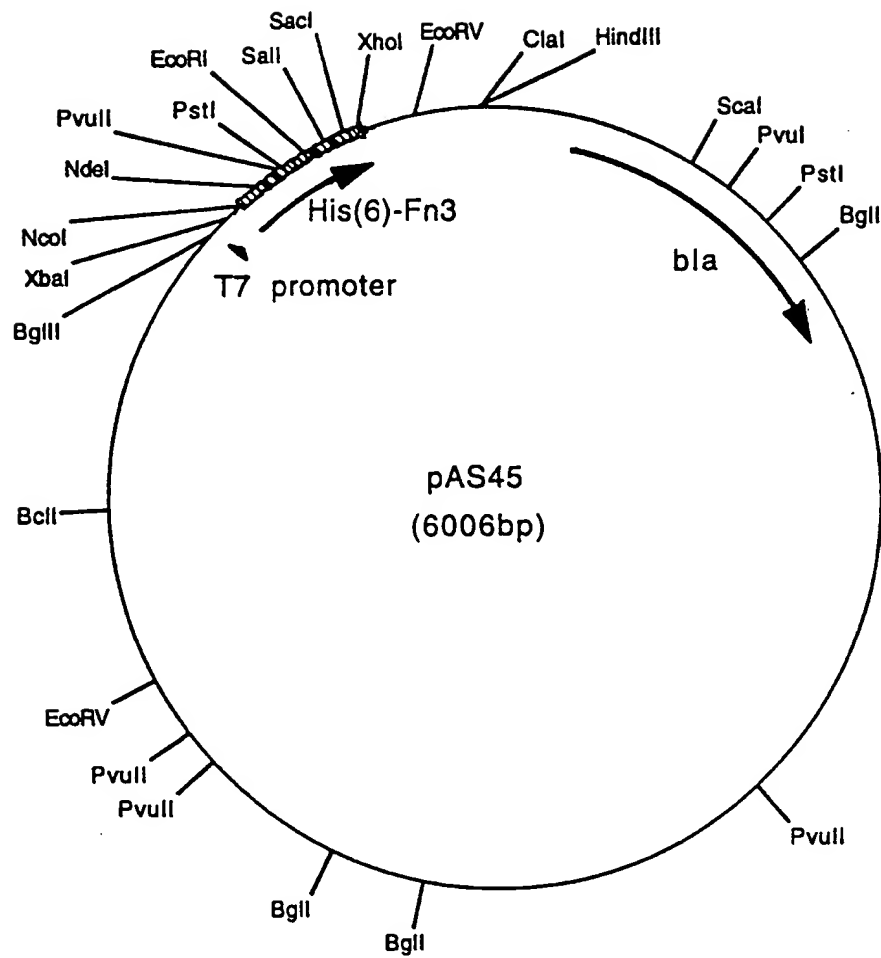 SacI
XhoI
EcoRV
ClaI
HindIII
SalI
EcoRI
PstI
PvuII
NdeI
NcoI
XbaI
BglII
ScaI
PvuI
PstI
BglI
His(6)-Fn3
T7 promoter
bla
pAS45
(6006bp)
BclI
EcoRV
PvuII
PvuII
BglI
BglI
PvuII